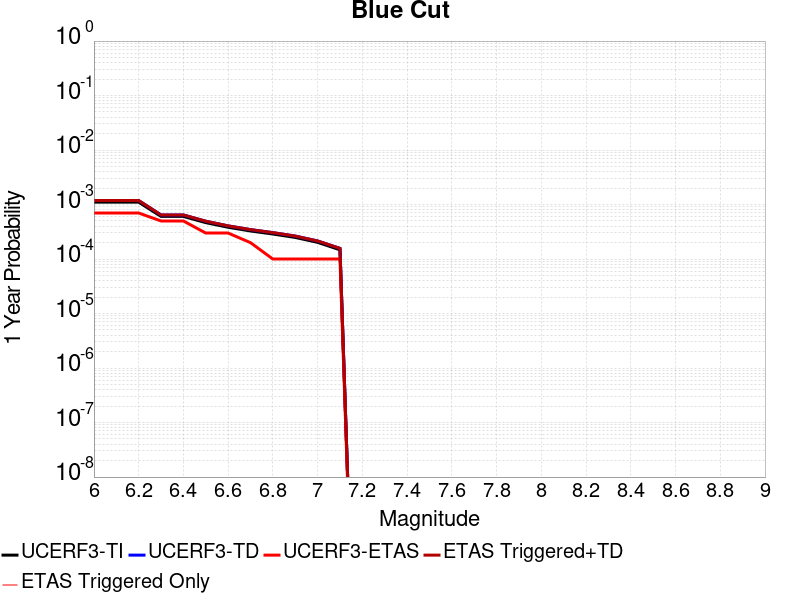 Blue Cut
10^0
10^-1
10^-2
10^-3
10^-4
10^-5
10^-6
10^-7
10^-8
1 Year Probability
6 6.2 6.4 6.6 6.8 7 7.2 7.4 7.6 7.8 8 8.2 8.4 8.6 8.8 9
Magnitude
UCERF3-TI UCERF3-TD UCERF3-ETAS ETAS Triggered+TD
ETAS Triggered Only